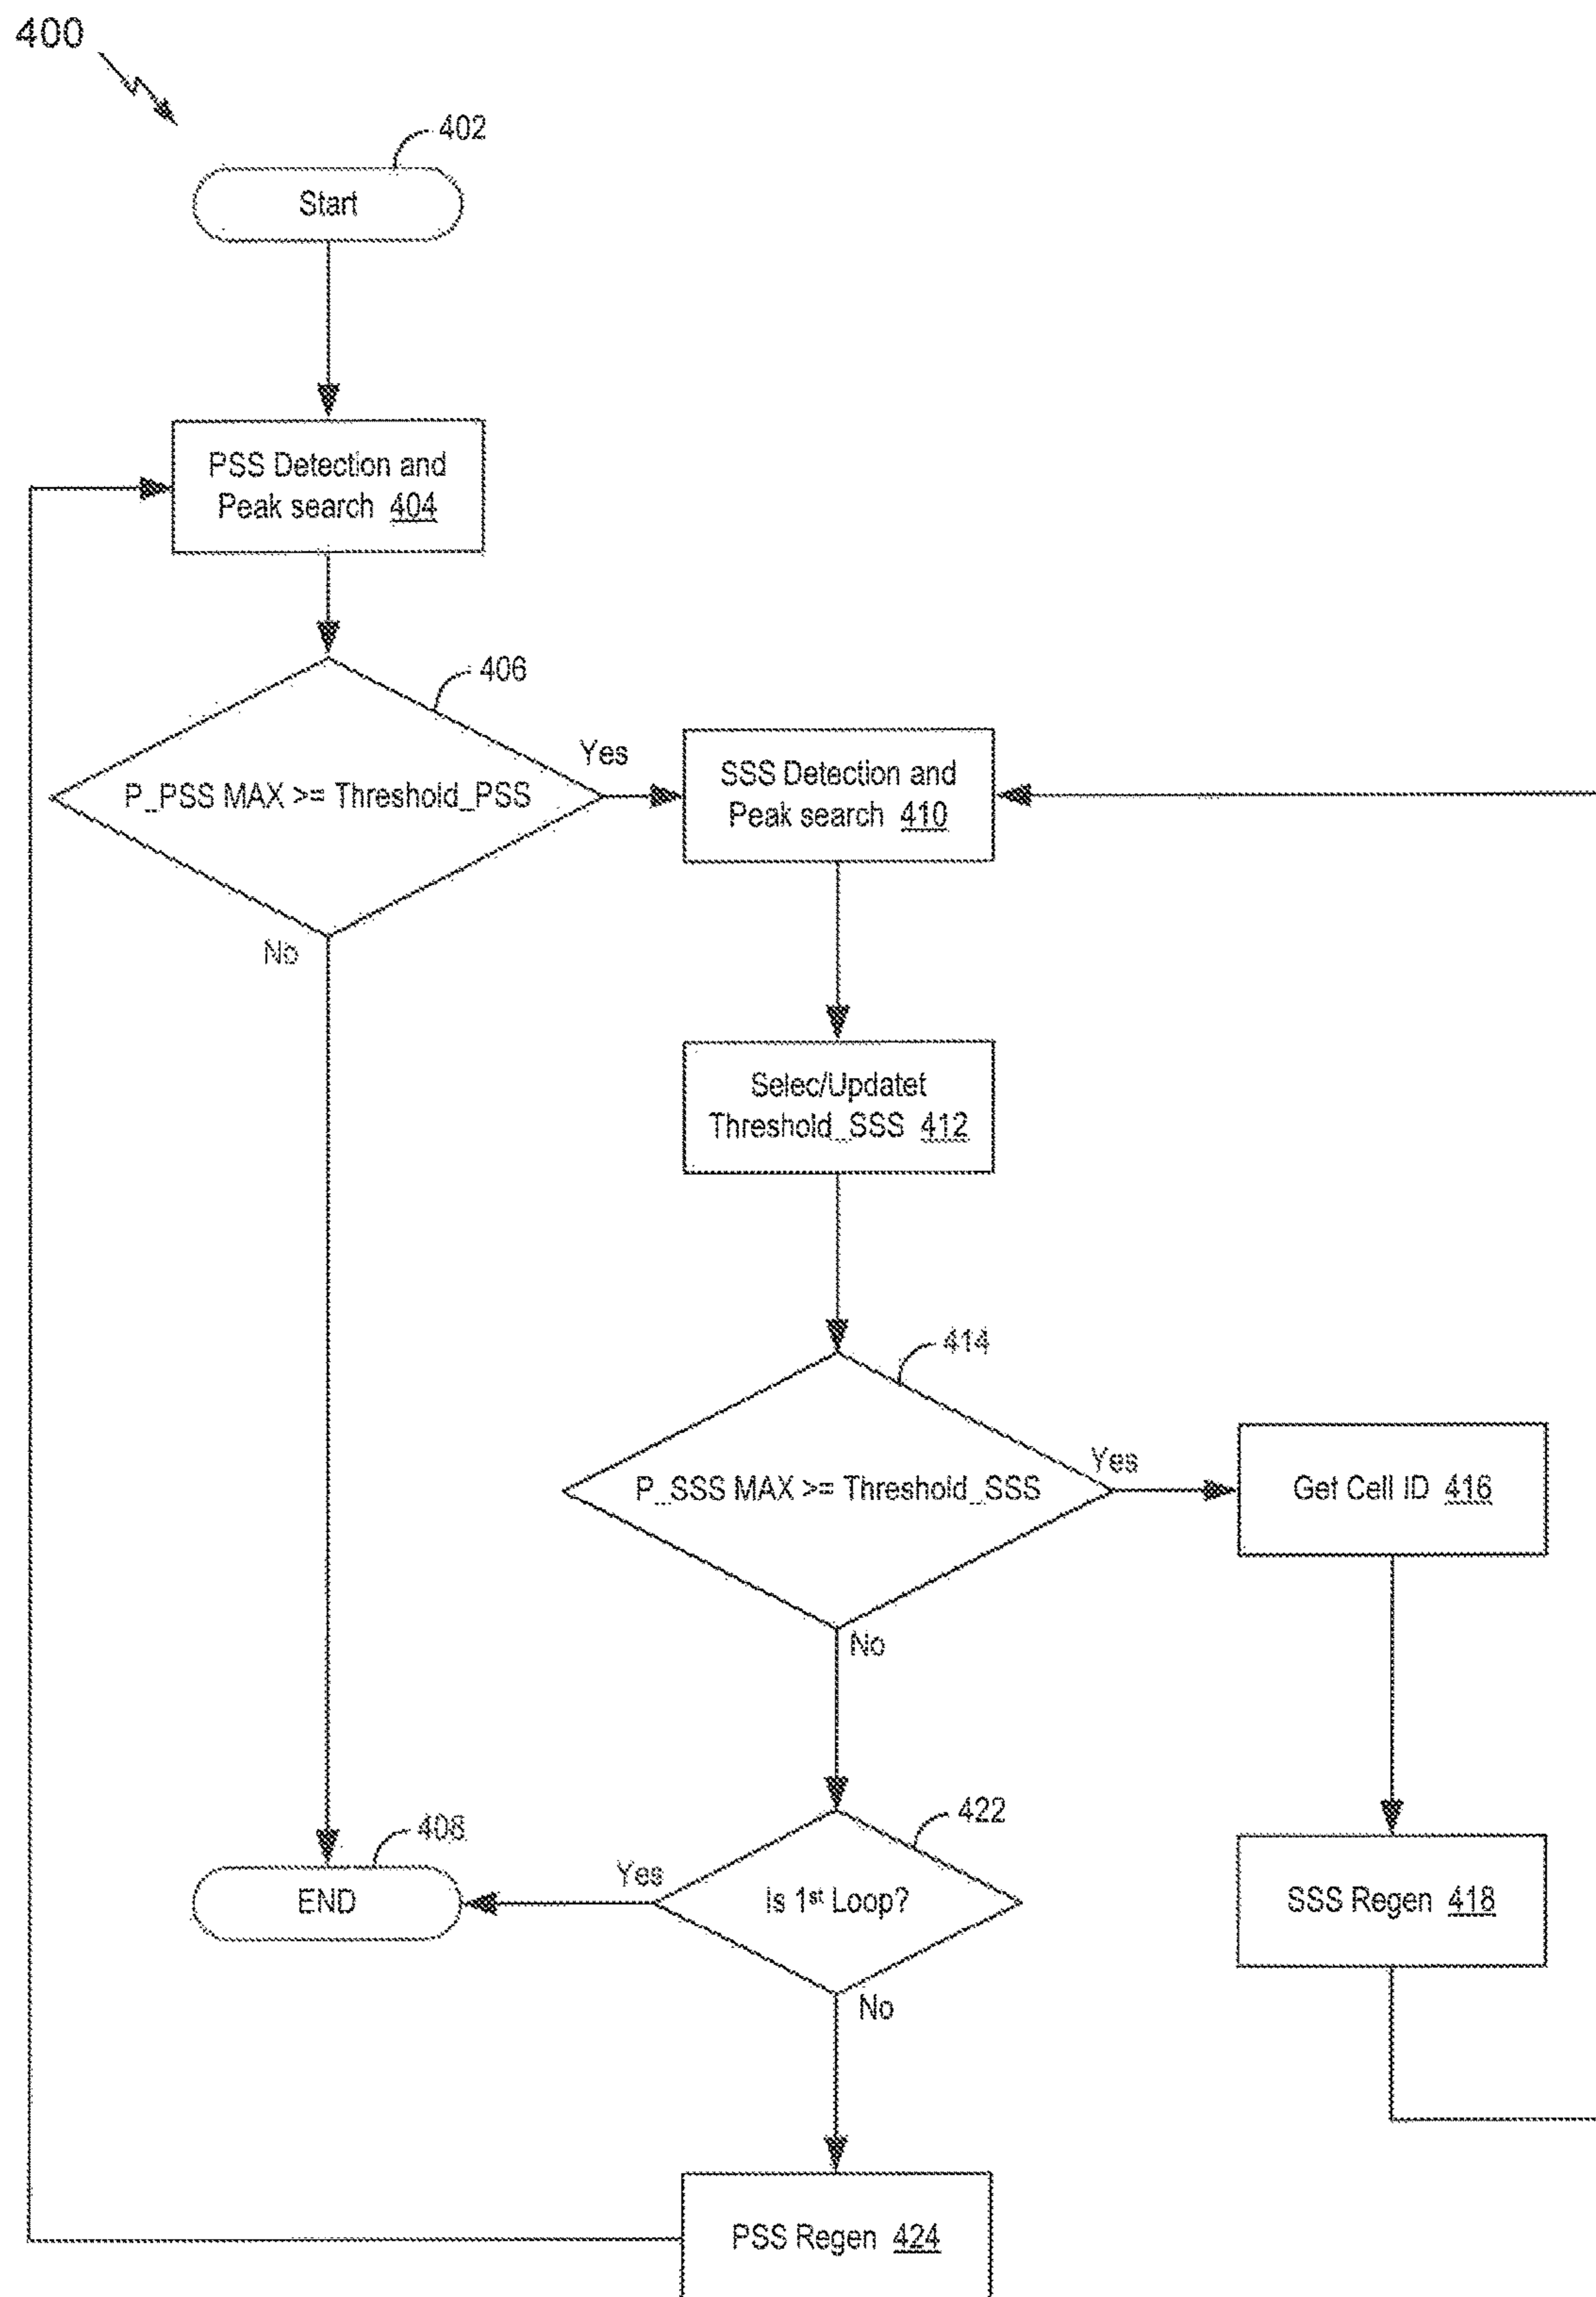 400
402
Start
PSS Detection and
Peak search 404
406
P_PSS MAX >= Threshold_PSS
Yes
No
SSS Detection and
Peak search 410
Selec/Updatet
Threshold_SSS 412
414
P_SSS MAX >= Threshold_SSS
Yes
No
Get Cell ID 416
SSS Regen 418
422
Is 1st Loop?
Yes
No
408
END
PSS Regen 424